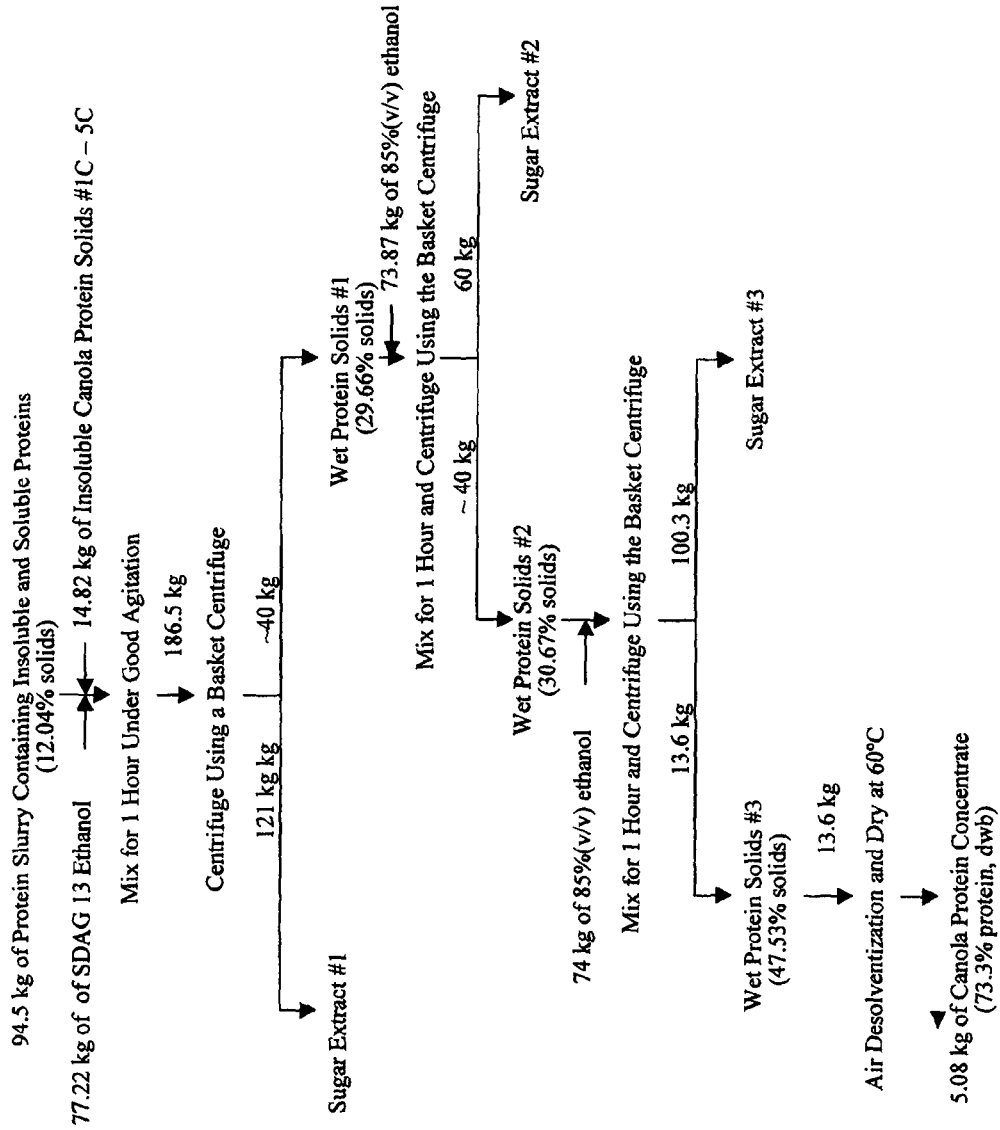 94.5 kg of Protein Slurry Containing Insoluble and Soluble Proteins
(12.04% solids)
77.22 kg of of SDAG 13 Ethanol
14.82 kg of Insoluble Canola Protein Solids #1C – 5C
Mix for 1 Hour Under Good Agitation
186.5 kg
Centrifuge Using a Basket Centrifuge
121 kg kg
~40 kg
Sugar Extract #1
Wet Protein Solids #1
(29.66% solids)
73.87 kg of 85%(v/v) ethanol
Mix for 1 Hour and Centrifuge Using the Basket Centrifuge
~ 40 kg
60 kg
Wet Protein Solids #2
(30.67% solids)
Sugar Extract #2
74 kg of 85%(v/v) ethanol
Mix for 1 Hour and Centrifuge Using the Basket Centrifuge
13.6 kg
100.3 kg
Wet Protein Solids #3
(47.53% solids)
Sugar Extract #3
13.6 kg
Air Desolventization and Dry at 60°C
5.08 kg of Canola Protein Concentrate
(73.3% protein, dwb)